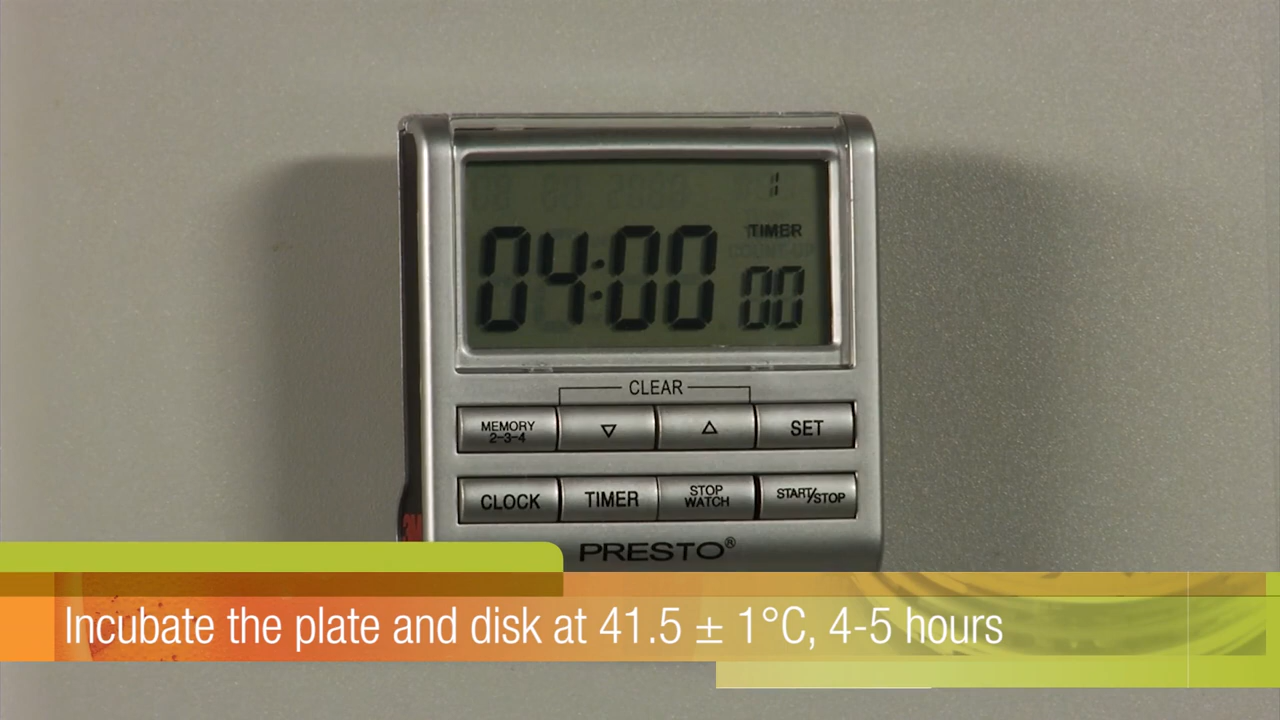 1
TIMER
04:00 00
CLEAR
MEMORY
2-3-4
▽
△
SET
CLOCK
TIMER
STOP
WATCH
START/STOP
PRESTO®
Incubate the plate and disk at 41.5 ± 1°C, 4-5 hours